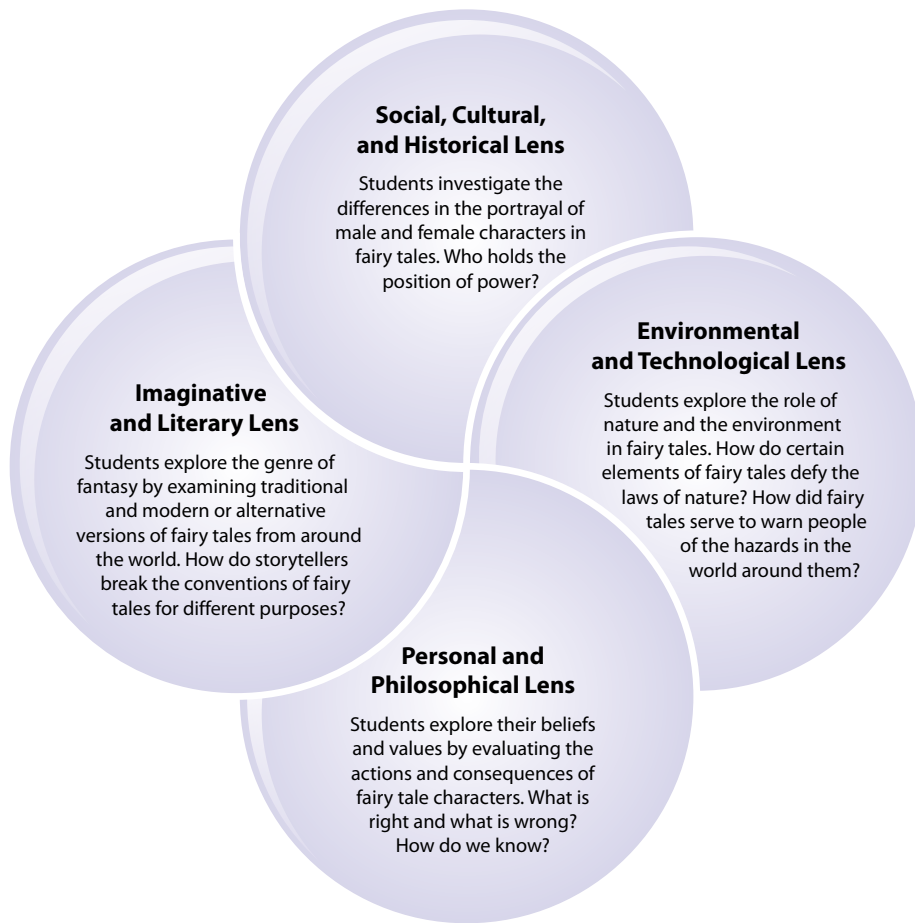 Social, Cultural,
and Historical Lens
Students investigate the
differences in the portrayal of
male and female characters in
fairy tales. Who holds the
position of power?
Environmental
and Technological Lens
Students explore the role of
nature and the environment
in fairy tales. How do certain
elements of fairy tales defy the
laws of nature? How did fairy
tales serve to warn people
of the hazards in the
world around them?
Imaginative
and Literary Lens
Students explore the genre of
fantasy by examining traditional
and modern or alternative
versions of fairy tales from around
the world. How do storytellers
break the conventions of fairy
tales for different purposes?
Personal and
Philosophical Lens
Students explore their beliefs
and values by evaluating the
actions and consequences of
fairy tale characters. What is
right and what is wrong?
How do we know?